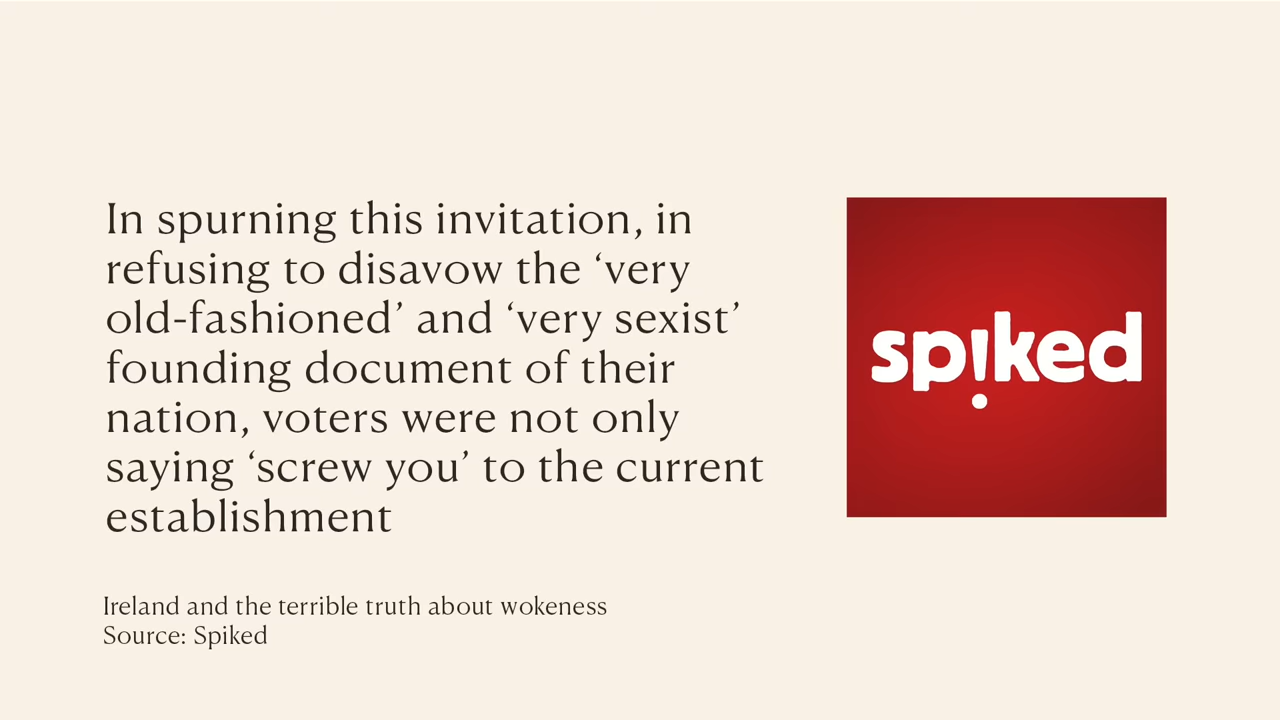 In spurning this invitation, in
refusing to disavow the ‘very
old-fashioned’ and ‘very sexist’
founding document of their
nation, voters were not only
saying ‘screw you’ to the current
establishment
spiked
Ireland and the terrible truth about wokeness
Source: Spiked